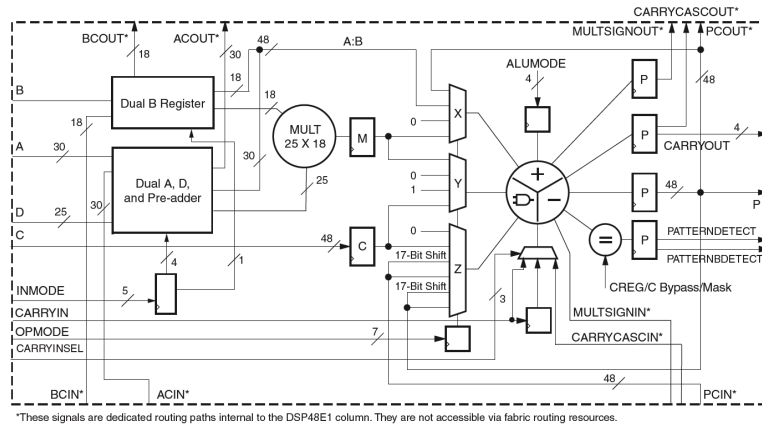 CARRYCASCOUT*
BCOUT*
ACOUT*
MULTSIGNOUT*
PCOUT*
18
30
48
A:B
ALUMODE
48
4
B
18
Dual B Register
18
18
0
X
P
MULT
25 X 18
M
A
30
30
Dual A, D,
and Pre-adder
25
0
1
Y
+
P
4
CARRYOUT
D
25
30
C
48
C
0
17-Bit Shift
17-Bit Shift
Z
–
P
48
P
=
P
PATTERNDETECT
PATTERNBDETECT
4
1
CREG/C Bypass/Mask
INMODE
5
3
MULTSIGNIN*
CARRYIN
OPMODE
7
CARRYCASCIN*
CARRYINSEL
48
BCIN*
ACIN*
PCIN*
*These signals are dedicated routing paths internal to the DSP48E1 column. They are not accessible via fabric routing resources.